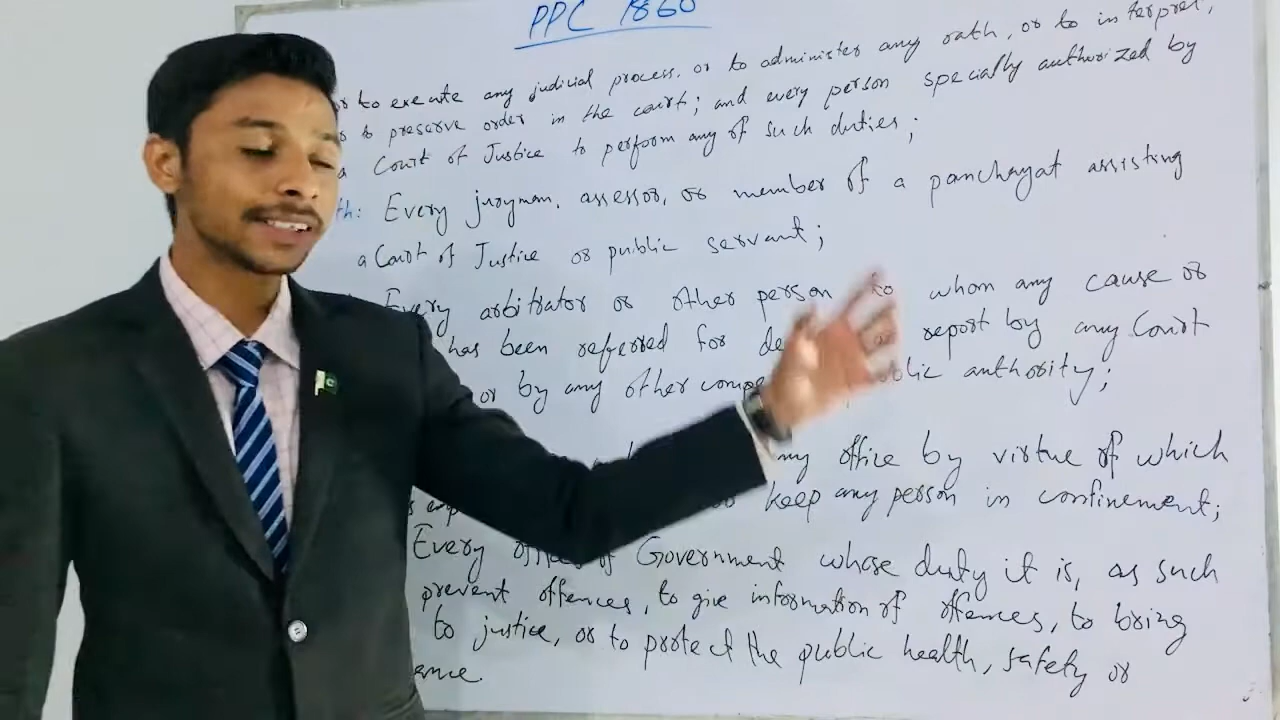 PPC 1860
to execute any judicial process, or to administer any oath, or to interpret,
to preserve order in the court; and every person specially authorized by
a Court of Justice to perform any of such duties;
th: Every juryman, assessor, or member of a panchayat assisting
a Court of Justice or public servant;
Every arbitrator or other person to whom any cause or
has been referred for report by any Court
or by any other public authority;
office by virtue of which
keep any person in confinement;
Every of Government whose duty it is, as such
prevent offences, to give information of offences, to bring
to justice, or to protect the public health, safety or